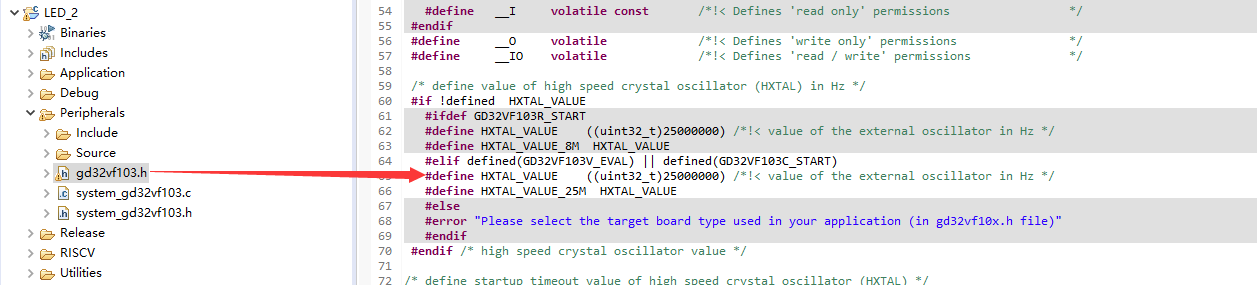 LED_2
Binaries
Includes
Application
Debug
Peripherals
Include
Source
gd32vf103.h
system_gd32vf103.c
system_gd32vf103.h
Release
RISCV
Utilities
54 #define __I volatile const /*!< Defines 'read only' permissions */
55 #endif
56 #define __O volatile /*!< Defines 'write only' permissions */
57 #define __IO volatile /*!< Defines 'read / write' permissions */
58
59 /* define value of high speed crystal oscillator (HXTAL) in Hz */
60 #if !defined HXTAL_VALUE
61 #ifdef GD32VF103R_START
62 #define HXTAL_VALUE ((uint32_t)25000000) /*!< value of the external oscillator in Hz */
63 #define HXTAL_VALUE_8M HXTAL_VALUE
64 #elif defined(GD32VF103V_EVAL) || defined(GD32VF103C_START)
#define HXTAL_VALUE ((uint32_t)25000000) /*!< value of the external oscillator in Hz */
66 #define HXTAL_VALUE_25M HXTAL_VALUE
67 #else
68 #error "Please select the target board type used in your application (in gd32vf10x.h file)"
69 #endif
70 #endif /* high speed crystal oscillator value */
71
72 /* define startup timeout value of high speed crystal oscillator (HXTAL) */